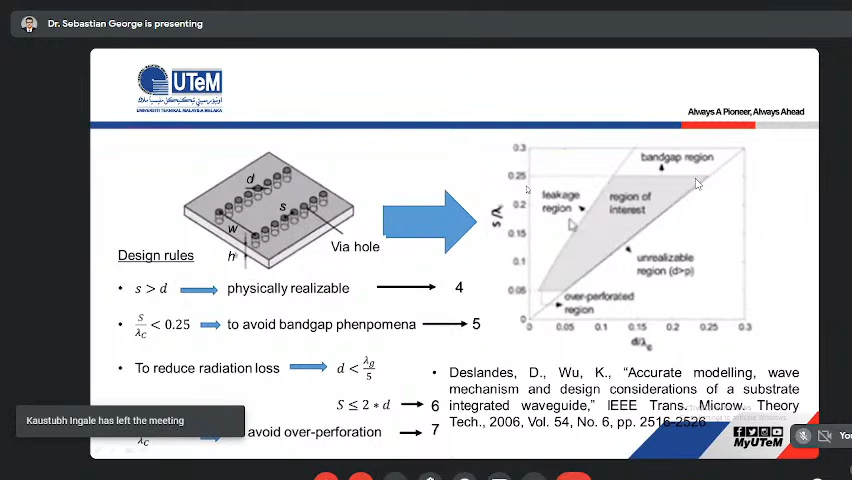 Dr. Sebastian George is presenting
UTeM
UNIVERSITI TEKNIKAL MALAYSIA MELAKA
Always A Pioneer, Always Ahead
d
s
w
h
Via hole
Design rules
• s > d physically realizable 4
• S/λC < 0.25 to avoid bandgap phenpomena 5
• To reduce radiation loss d < λg/5
S ≤ 2 * d 6
λC avoid over-perforation 7
0.3
0.25
0.2
0.15
0.1
0.05
0
s/λc
bandgap region
leakage
region
region of
interest
unrealizable
region (d>p)
over-perforated
region
0 0.05 0.1 0.15 0.2 0.25 0.3
d/λc
• Deslandes, D., Wu, K., “Accurate modelling, wave
mechanism and design considerations of a substrate
integrated waveguide,” IEEE Trans. Microw. Theory
Tech., 2006, Vol. 54, No. 6, pp. 2516-2526
MyUTeM
Kaustubh Ingale has left the meeting
You